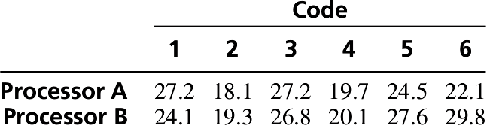 Code
1 2 3 4 5 6
Processor A 27.2 18.1 27.2 19.7 24.5 22.1
Processor B 24.1 19.3 26.8 20.1 27.6 29.8